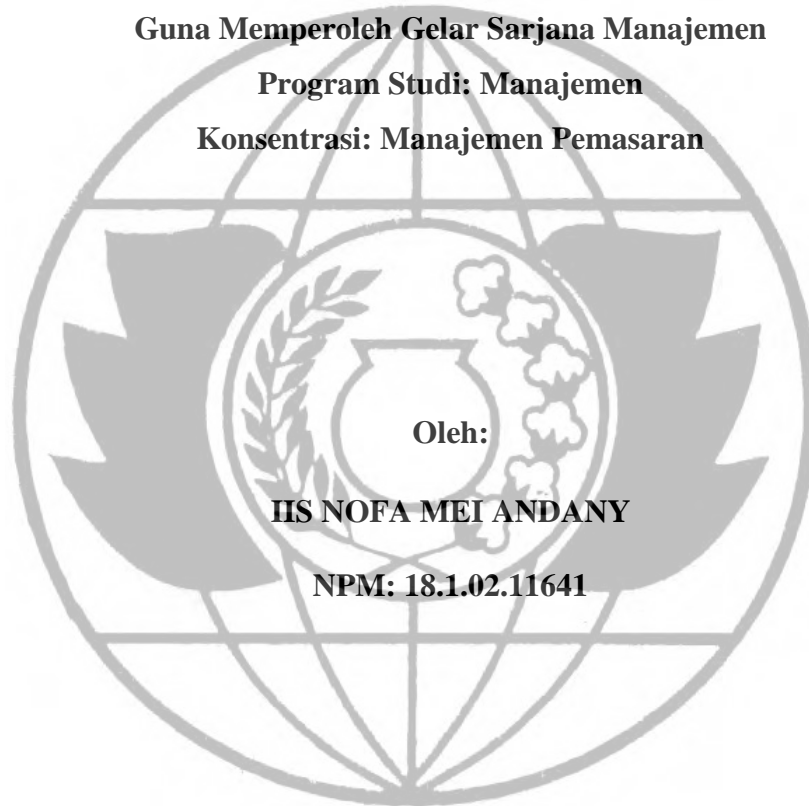 Guna Memperoleh Gelar Sarjana Manajemen
Program Studi: Manajemen
Konsentrasi: Manajemen Pemasaran
Oleh:
IIS NOFA MEI ANDANY
NPM: 18.1.02.11641